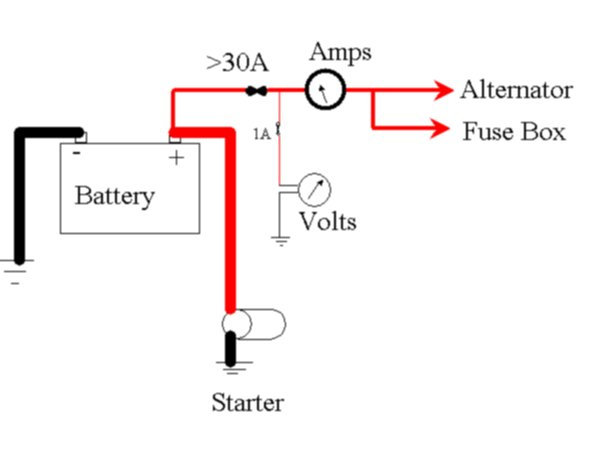 Amps
>30A
Alternator
1A
Fuse Box
-
+
Battery
Volts
Starter